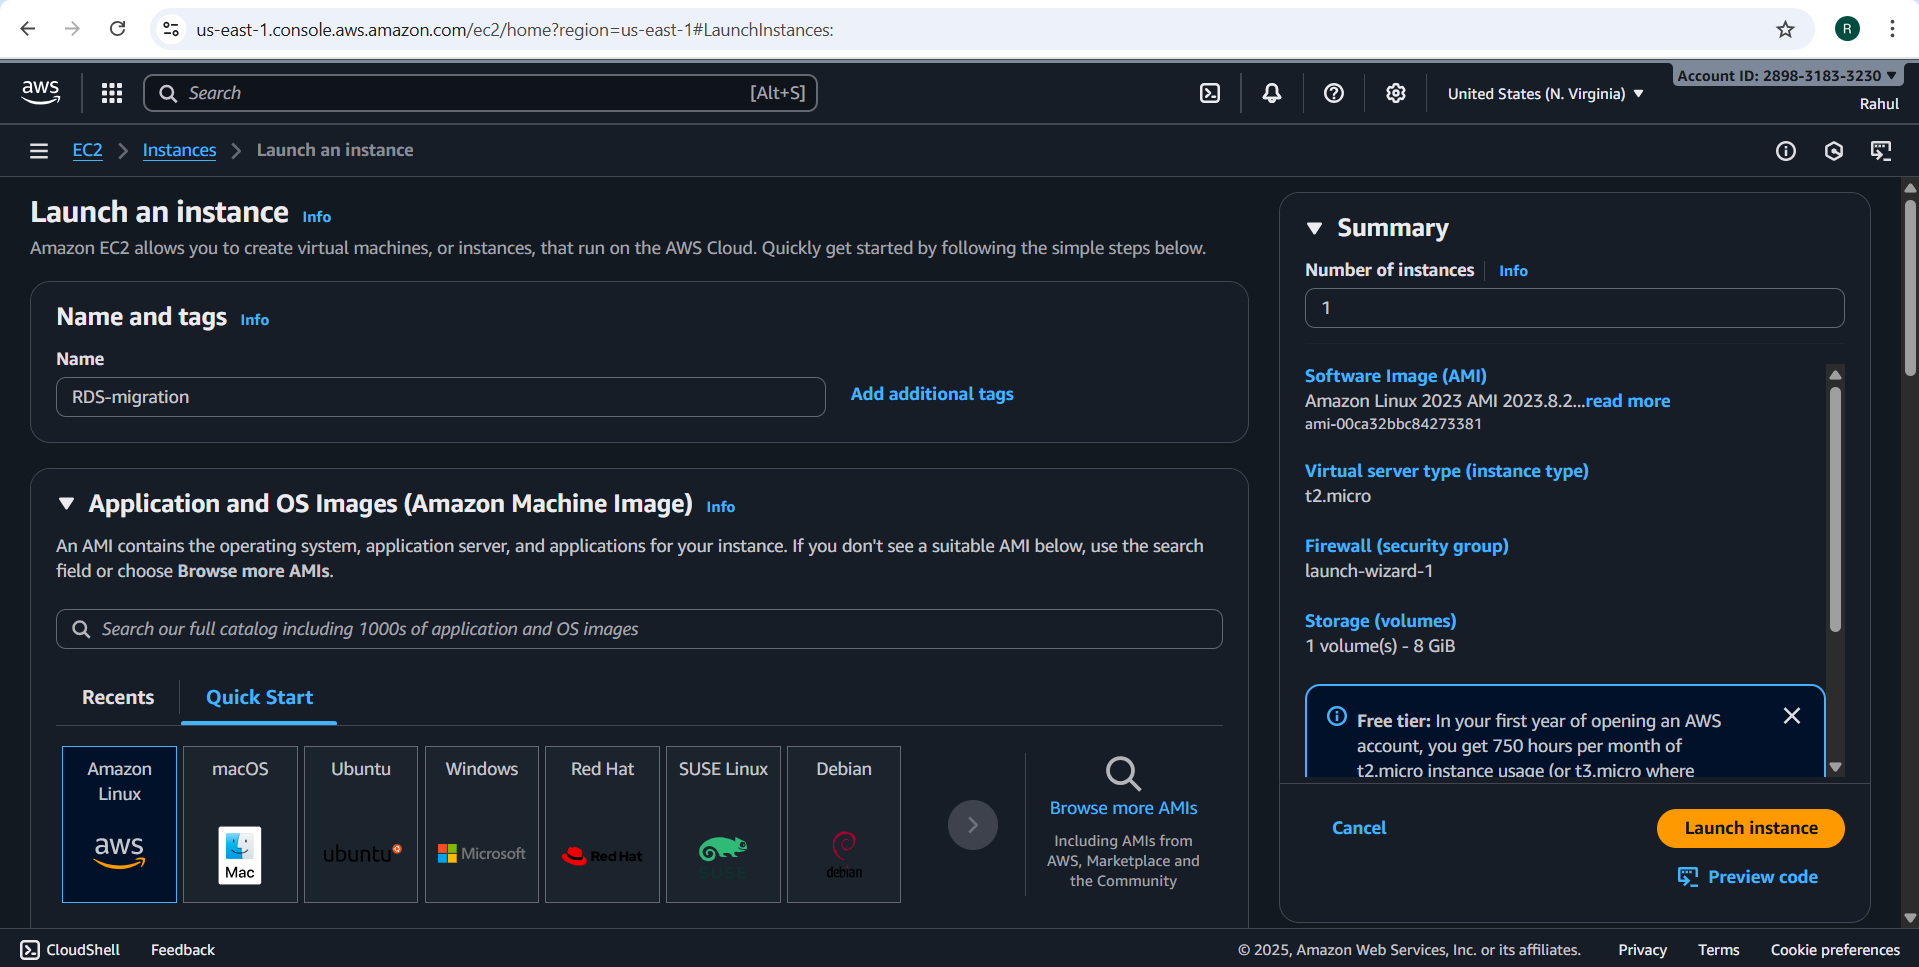 us-east-1.console.aws.amazon.com/ec2/home?region=us-east-1#LaunchInstances:
R
aws
Search
[Alt+S]
United States (N. Virginia)
Account ID: 2898-3183-3230
Rahul
EC2
Instances
Launch an instance
Launch an instance Info
Amazon EC2 allows you to create virtual machines, or instances, that run on the AWS Cloud. Quickly get started by following the simple steps below.
Name and tags Info
Name
RDS-migration
Add additional tags
Application and OS Images (Amazon Machine Image) Info
An AMI contains the operating system, application server, and applications for your instance. If you don't see a suitable AMI below, use the search
field or choose Browse more AMIs.
Search our full catalog including 1000s of application and OS images
Recents
Quick Start
Amazon
Linux
aws
macOS
Mac
Ubuntu
ubuntu
Windows
Microsoft
Red Hat
Red Hat
SUSE Linux
SUSE
Debian
debian
Browse more AMIs
Including AMIs from
AWS, Marketplace and
the Community
Summary
Number of instances Info
1
Software Image (AMI)
Amazon Linux 2023 AMI 2023.8.2...read more
ami-00ca32bbc84273381
Virtual server type (instance type)
t2.micro
Firewall (security group)
launch-wizard-1
Storage (volumes)
1 volume(s) - 8 GiB
Free tier: In your first year of opening an AWS
account, you get 750 hours per month of
t2.micro instance usage (or t3.micro where
Cancel
Launch instance
Preview code
CloudShell
Feedback
© 2025, Amazon Web Services, Inc. or its affiliates.
Privacy
Terms
Cookie preferences